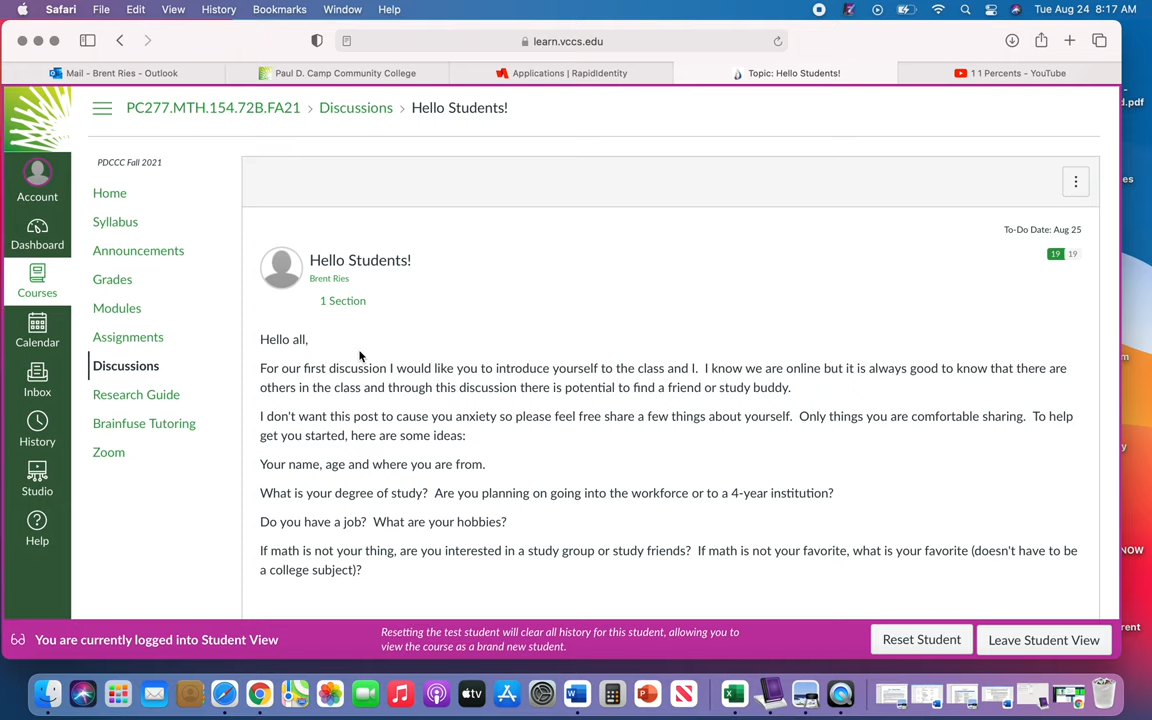 Safari File Edit View History Bookmarks Window Help Tue Aug 24 8:17 AM
learn.vccs.edu
Mail - Brent Ries - Outlook
Paul D. Camp Community College
Applications | RapidIdentity
Topic: Hello Students!
1 1 Percents - YouTube
PC277.MTH.154.72B.FA21 > Discussions > Hello Students!
PDCCC Fall 2021
Account
Dashboard
Courses
Calendar
Inbox
History
Studio
Help
Home
Syllabus
Announcements
Grades
Modules
Assignments
Discussions
Research Guide
Brainfuse Tutoring
Zoom
To-Do Date: Aug 25
19 19
Hello Students!
Brent Ries
1 Section
Hello all,
For our first discussion I would like you to introduce yourself to the class and I. I know we are online but it is always good to know that there are
others in the class and through this discussion there is potential to find a friend or study buddy.
I don't want this post to cause you anxiety so please feel free share a few things about yourself. Only things you are comfortable sharing. To help
get you started, here are some ideas:
Your name, age and where you are from.
What is your degree of study? Are you planning on going into the workforce or to a 4-year institution?
Do you have a job? What are your hobbies?
If math is not your thing, are you interested in a study group or study friends? If math is not your favorite, what is your favorite (doesn't have to be
a college subject)?
You are currently logged into Student View
Resetting the test student will clear all history for this student, allowing you to
view the course as a brand new student.
Reset Student
Leave Student View
d.pdf
es
NOW
rent
tv